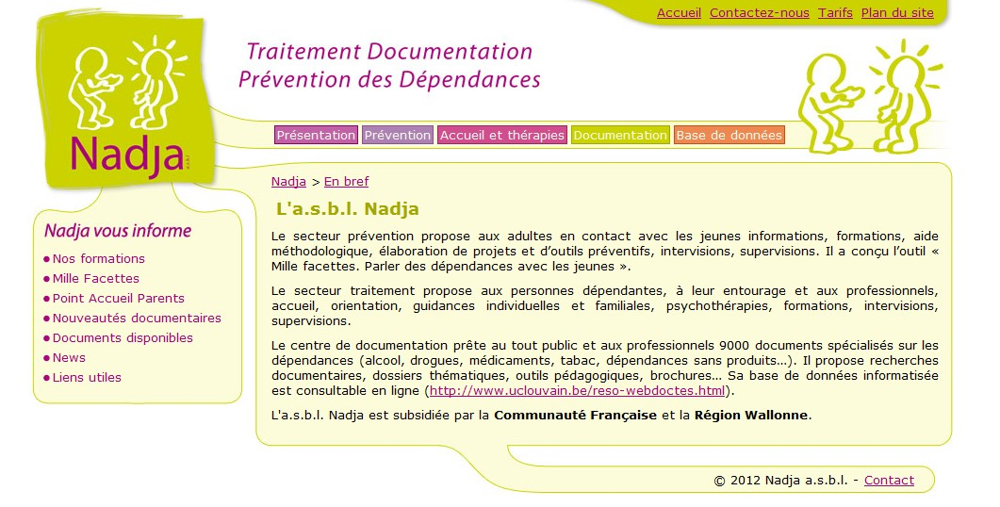 Accueil Contactez-nous Tarifs Plan du site
Traitement Documentation
Prévention des Dépendances
Nadja
Présentation Prévention Accueil et thérapies Documentation Base de données
Nadja > En bref
L'a.s.b.l. Nadja
Le secteur prévention propose aux adultes en contact avec les jeunes informations, formations, aide
méthodologique, élaboration de projets et d’outils préventifs, intervisions, supervisions. Il a conçu l’outil «
Mille facettes. Parler des dépendances avec les jeunes ».
Le secteur traitement propose aux personnes dépendantes, à leur entourage et aux professionnels,
accueil, orientation, guidances individuelles et familiales, psychothérapies, formations, intervisions,
supervisions.
Le centre de documentation prête au tout public et aux professionnels 9000 documents spécialisés sur les
dépendances (alcool, drogues, médicaments, tabac, dépendances sans produits…). Il propose recherches
documentaires, dossiers thématiques, outils pédagogiques, brochures… Sa base de données informatisée
est consultable en ligne (http://www.uclouvain.be/reso-webdoctes.html).
L'a.s.b.l. Nadja est subsidiée par la Communauté Française et la Région Wallonne.
Nadja vous informe
Nos formations
Mille Facettes
Point Accueil Parents
Nouveautés documentaires
Documents disponibles
News
Liens utiles
© 2012 Nadja a.s.b.l. - Contact